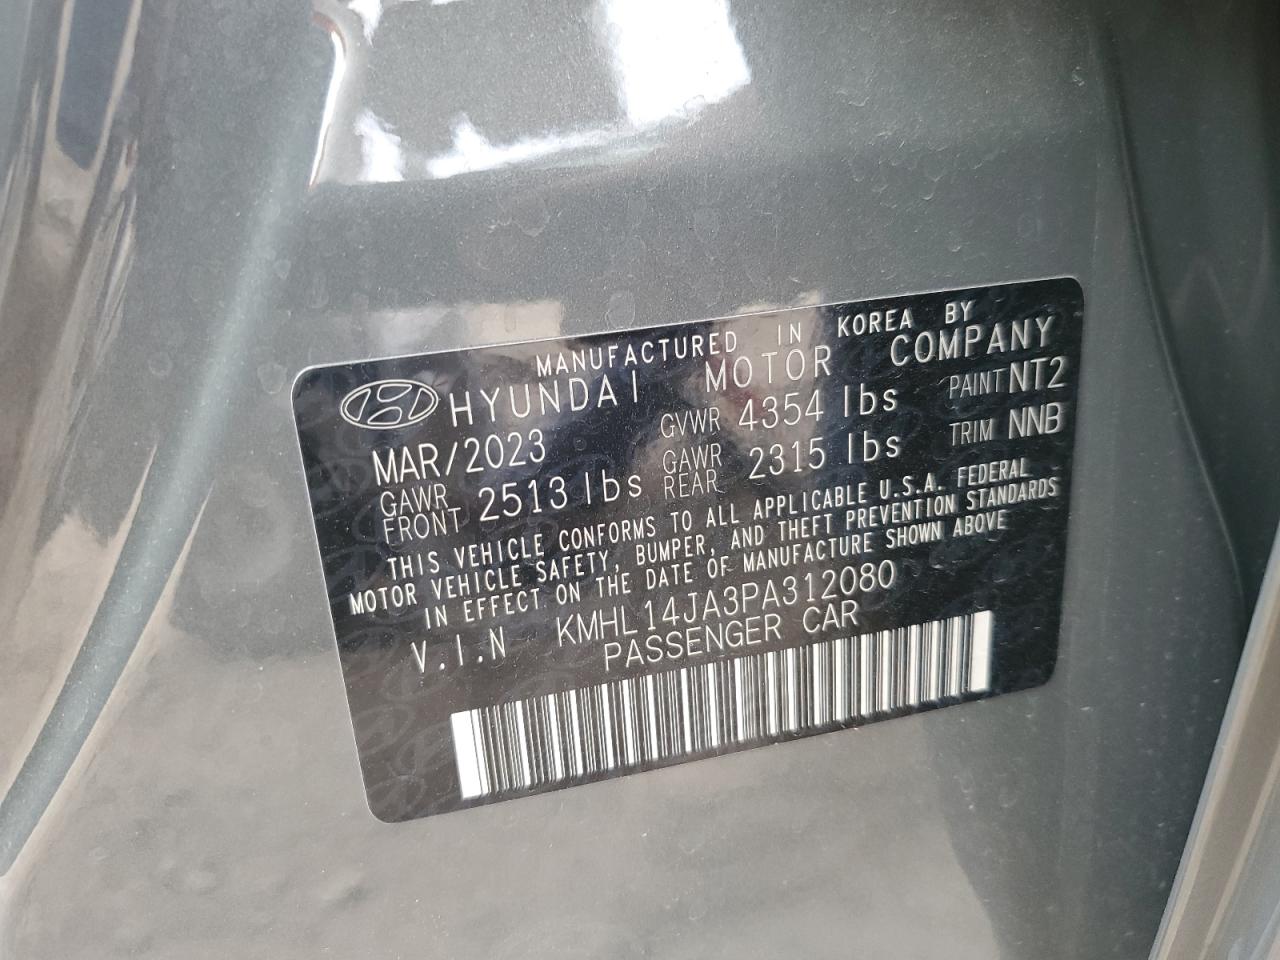 MANUFACTURED IN KOREA BY
HYUNDAI MOTOR COMPANY
MAR/2023 GVWR 4354 lbs PAINT NT2
GAWR FRONT 2513 lbs GAWR REAR 2315 lbs TRIM NNB
THIS VEHICLE CONFORMS TO ALL APPLICABLE U.S.A. FEDERAL
MOTOR VEHICLE SAFETY, BUMPER, AND THEFT PREVENTION STANDARDS
IN EFFECT ON THE DATE OF MANUFACTURE SHOWN ABOVE
V.I.N KMHL14JA3PA312080
PASSENGER CAR